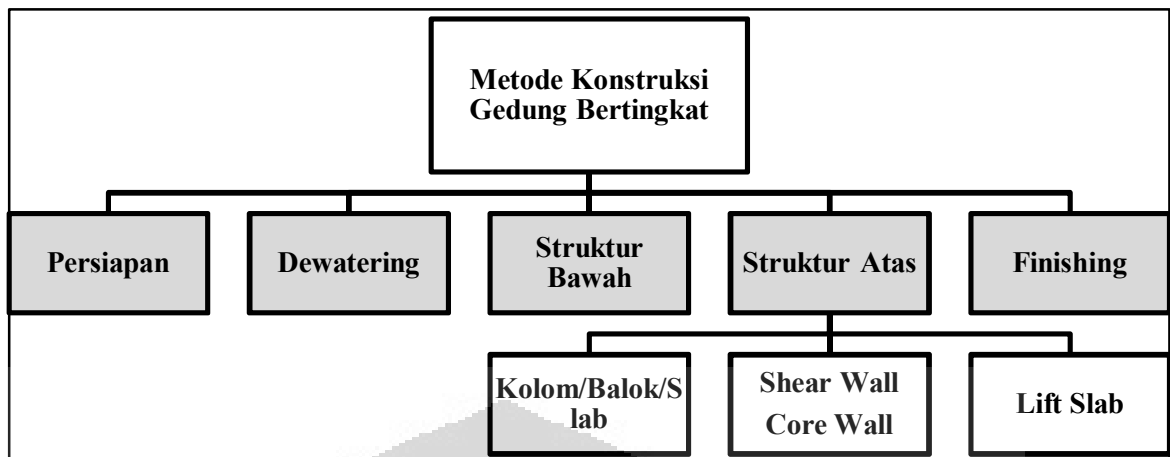 Metode Konstruksi
Gedung Bertingkat
Persiapan
Dewatering
Struktur
Bawah
Struktur Atas
Finishing
Kolom/Balok/S
lab
Shear Wall
Core Wall
Lift Slab